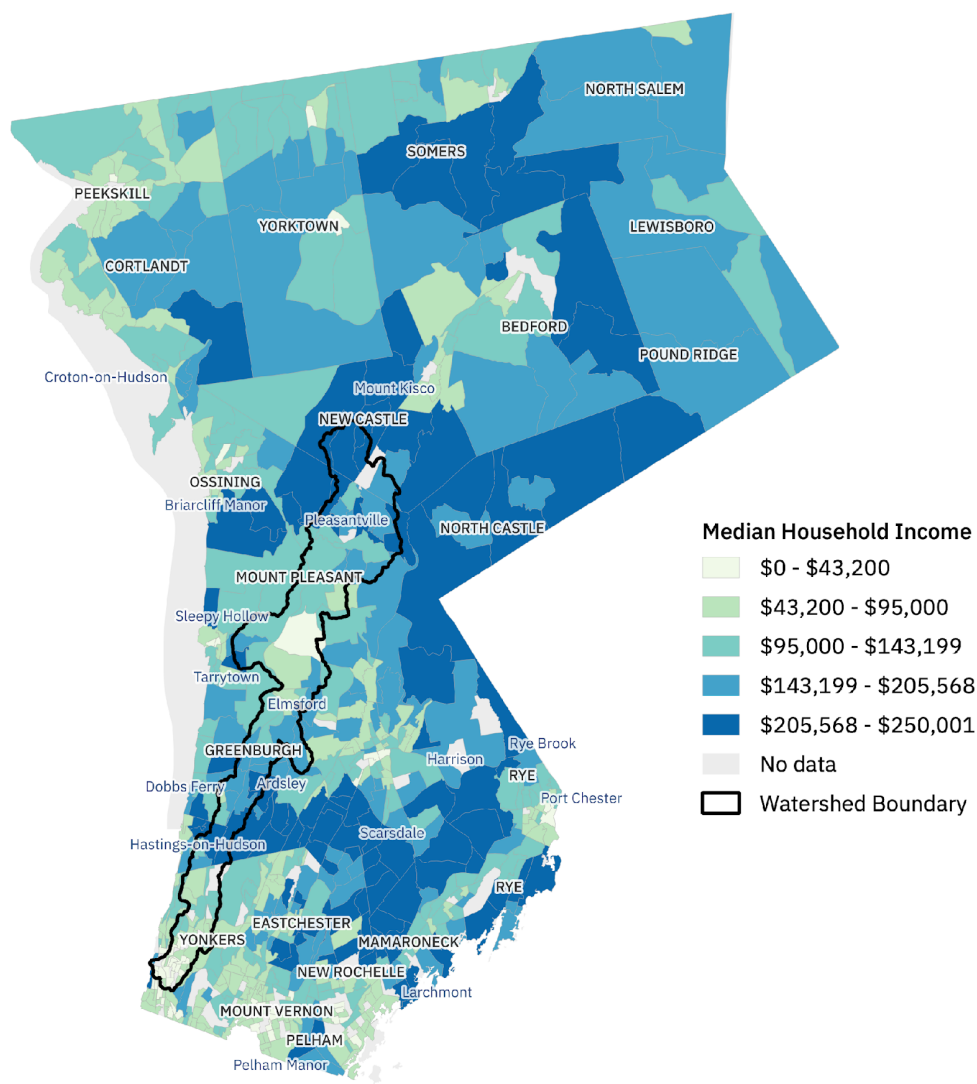 NORTH SALEM
SOMERS
PEEKSKILL
YORKTOWN
LEWISBORO
CORTLANDT
BEDFORD
POUND RIDGE
Croton-on-Hudson
Mount Kisco
NEW CASTLE
OSSINING
Briarcliff Manor
Pleasantville
NORTH CASTLE
MOUNT PLEASANT
Sleepy Hollow
Tarrytown
Elmsford
GREENBURGH
Rye Brook
Harrison
RYE
Dobbs Ferry
Ardsley
Port Chester
Scarsdale
Hastings-on-Hudson
RYE
EASTCHESTER
YONKERS
MAMARONECK
NEW ROCHELLE
Larchmont
MOUNT VERNON
PELHAM
Pelham Manor
Median Household Income
$0 - $43,200
$43,200 - $95,000
$95,000 - $143,199
$143,199 - $205,568
$205,568 - $250,001
No data
Watershed Boundary